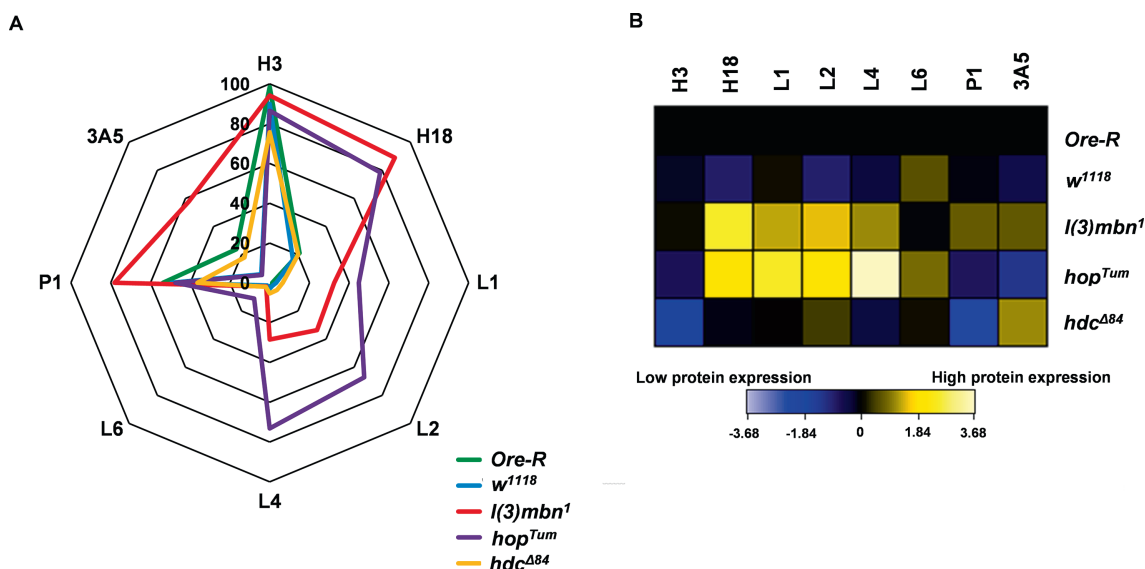 A
H3
100
80
60
40
20
0
3A5
H18
P1
L1
L6
L2
L4
Ore-R
w1118
l(3)mbn1
hopTum
hdcΔ84
B
H3 H18 L1 L2 L4 L6 P1 3A5
Ore-R
w1118
l(3)mbn1
hopTum
hdcΔ84
Low protein expression High protein expression
-3.68 -1.84 0 1.84 3.68